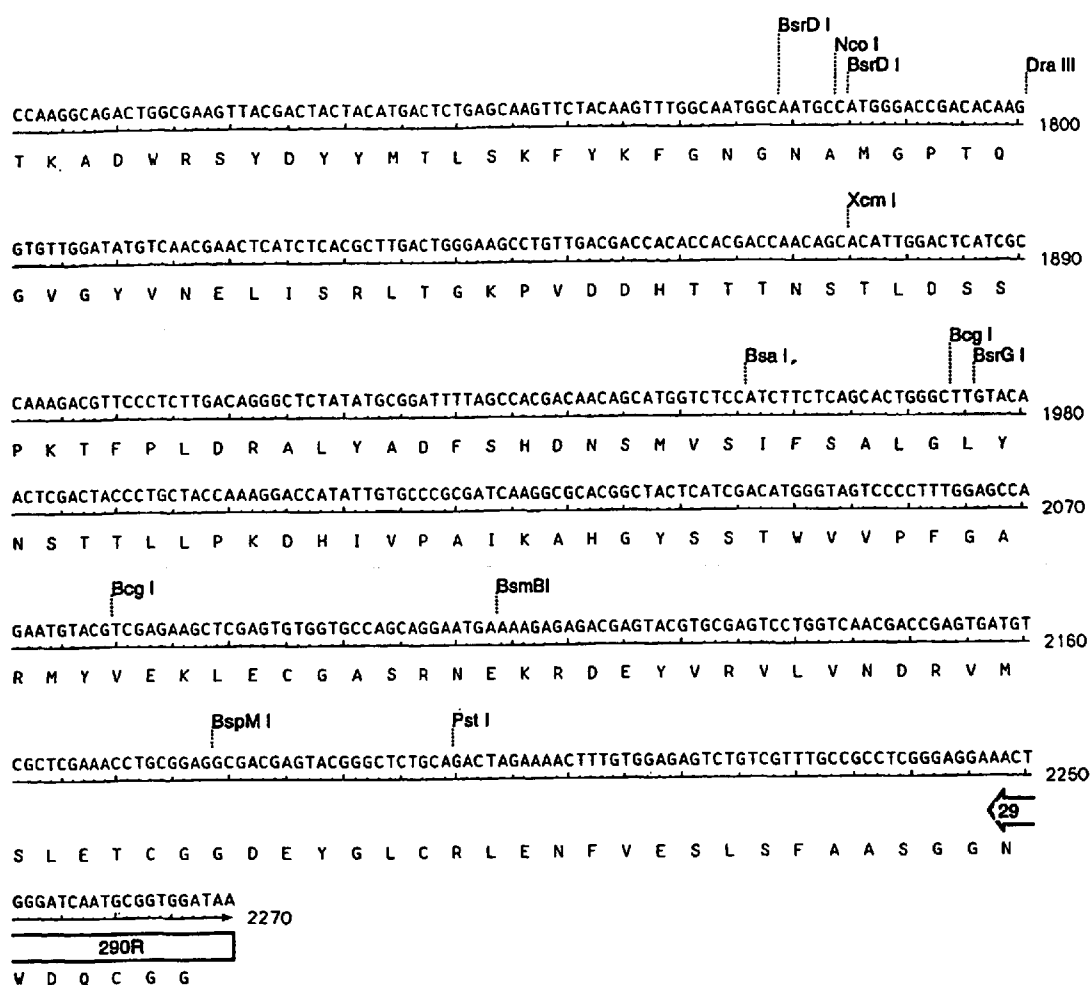 BsrD I
Nco I
BsrD I Dra III
CCAAGGCAGACTGGCGAAGTTACGACTACTACATGACTCTGAGCAAGTTCTACAAGTTTGGCAATGGCAATGCCATGGGACCGACACAAG
1800
T K A D W R S Y D Y Y M T L S K F Y K F G N G N A M G P T Q
Xcm I
GTGTTGGATATGTCAACGAACTCATCTCACGCTTGACTGGGAAGCCTGTTGACGACCACACCACGACCAACAGCACATTGGACTCATCGC
1890
G V G Y V N E L I S R L T G K P V D D H T T T N S T L D S S
Bcg I
Bsa I BsrG I
CAAAGACGTTCCCTCTTGACAGGGCTCTATATGCGGATTTTAGCCACGACAACAGCATGGTCTCCATCTTCTCAGCACTGGGCTTGTACA
1980
P K T F P L D R A L Y A D F S H D N S M V S I F S A L G L Y
ACTCGACTACCCTGCTACCAAAGGACCATATTGTGCCCGCGATCAAGGCGCACGGCTACTCATCGACATGGGTAGTCCCCTTTGGAGCCA
2070
N S T T L L P K D H I V P A I K A H G Y S S T W V V P F G A
Bcg I BsmBI
GAATGTACGTCGAGAAGCTCGAGTGTGGTGCCAGCAGGAATGAAAAGAGAGACGAGTACGTGCGAGTCCTGGTCAACGACCGAGTGATGT
2160
R M Y V E K L E C G A S R N E K R D E Y V R V L V N D R V M
BspM I Pst I
CGCTCGAAACCTGCGGAGGCGACGAGTACGGGCTCTGCAGACTAGAAAACTTTGTGGAGAGTCTGTCGTTTGCCGCCTCGGGAGGAAACT
2250
29
S L E T C G G D E Y G L C R L E N F V E S L S F A A S G G N
GGGATCAATGCGGTGGATAA
2270
290R
W D Q C G G